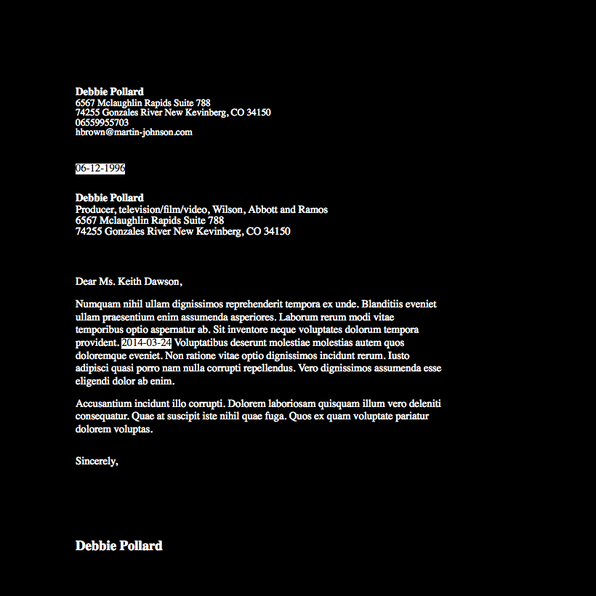 Debbie Pollard
6567 Mclaughlin Rapids Suite 788
74255 Gonzales River New Kevinberg, CO 34150
06559955703
hbrown@martin-johnson.com
06-12-1996
Debbie Pollard
Producer, television/film/video, Wilson, Abbott and Ramos
6567 Mclaughlin Rapids Suite 788
74255 Gonzales River New Kevinberg, CO 34150
Dear Ms. Keith Dawson,
Numquam nihil ullam dignissimos reprehenderit tempora ex unde. Blanditiis eveniet
ullam praesentium enim assumenda asperiores. Laborum rerum modi vitae
temporibus optio aspernatur ab. Sit inventore neque voluptates dolorum tempora
provident. 2014-03-24 Voluptatibus deserunt molestiae molestias autem quos
doloremque eveniet. Non ratione vitae optio dignissimos incidunt rerum. Iusto
adipisci quasi porro nam nulla corrupti repellendus. Vero dignissimos assumenda esse
eligendi dolor ab enim.
Accusantium incidunt illo corrupti. Dolorem laboriosam quisquam illum vero deleniti
consequatur. Quae at suscipit iste nihil quae fuga. Quos ex quam voluptate pariatur
dolorem voluptas.
Sincerely,
Debbie Pollard